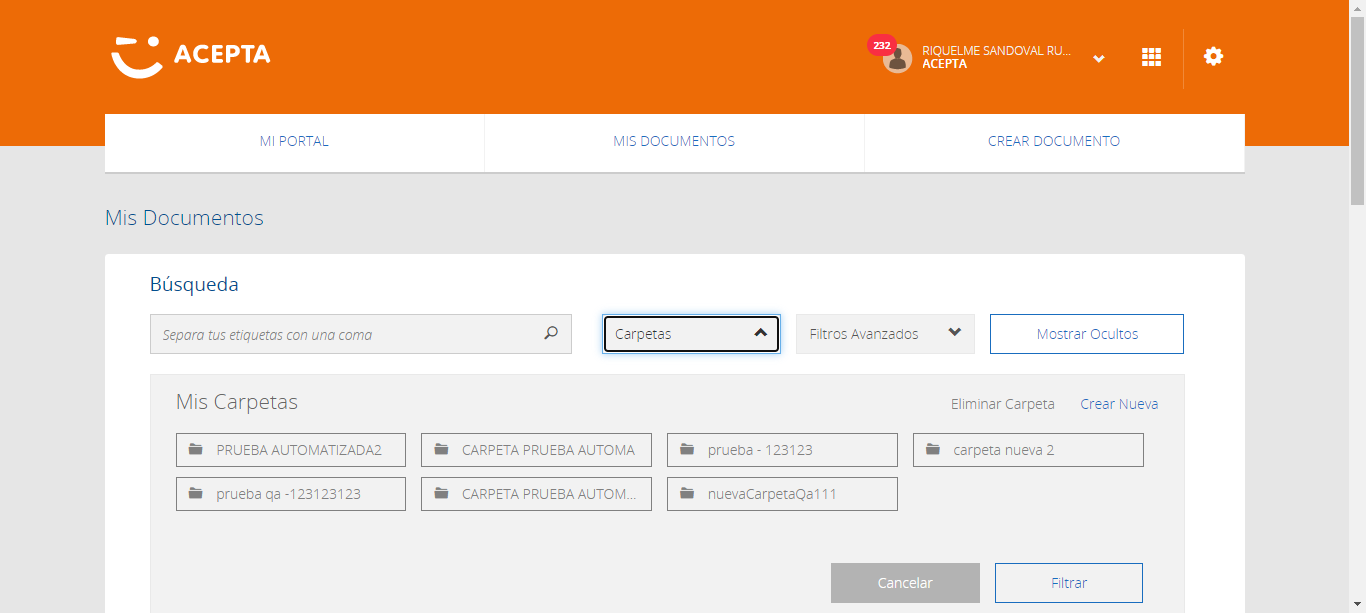 ACEPTA
232
RIQUELME SANDOVAL RU...
ACEPTA
MI PORTAL
MIS DOCUMENTOS
CREAR DOCUMENTO
Mis Documentos
Búsqueda
Separa tus etiquetas con una coma
Carpetas
Filtros Avanzados
Mostrar Ocultos
Mis Carpetas
Eliminar Carpeta
Crear Nueva
PRUEBA AUTOMATIZADA2
CARPETA PRUEBA AUTOMA
prueba - 123123
carpeta nueva 2
prueba qa -123123123
CARPETA PRUEBA AUTOM...
nuevaCarpetaQa111
Cancelar
Filtrar